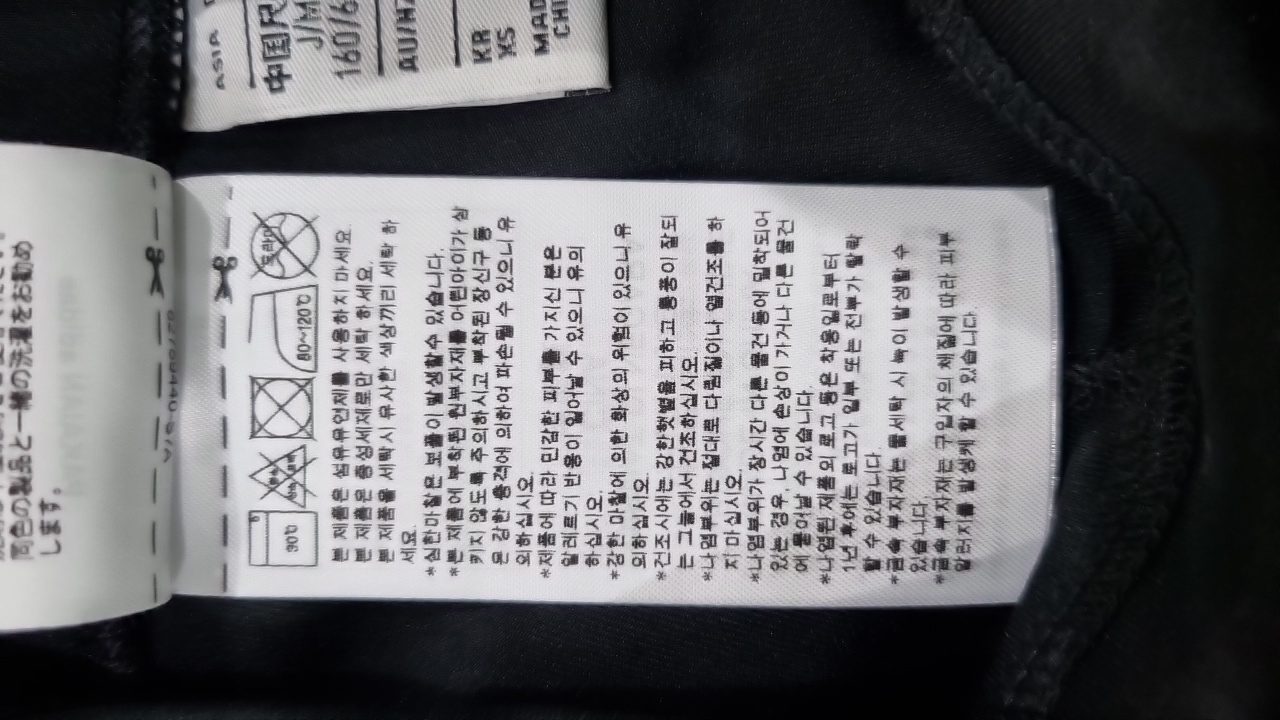 ASIA
中国
160/6
AU/NZ
KR
XS
MAD
CHI
同色の製品と一緒の洗濯をお勧め
します。
30℃
80~120℃
드라이
본 제품은 섬유유연제를 사용하지 마세요.
본 제품은 중성세제로만 세탁 하세요.
본 제품을 세탁시 유사한 색상끼리 세탁 하
세요.
*심한마찰은 보풀이 발생할수 있습니다.
*본 제품에 부착된 원부자재를 어린아이가 삼
키지 않도록 주의하시고 부착된 장신구 등
은 강한 충격에 의하여 파손될 수 있으니 유
의하십시오.
*제품에 따라 민감한 피부를 가지신 분은
알레르기 반응이 일어날 수 있으니 유의
하십시오.
*강한 마찰에 의한 화상의 위험이 있으니 유
의하십시오.
*건조시에는 강한햇볕을 피하고 통풍이 잘되
는 그늘에서 건조하십시오.
*나염부위는 절대로 다림질이나 열건조를 하
지 마십시오.
*나염부위가 장시간 다른 물건 등에 밀착되어
있는 경우, 나염에 손상이 가거나 다른 물건
에 묻어날 수 있습니다.
*나염된 제품의 로고 등은 착용일로부터
1년 후에는 로고가 일부 또는 전부가 탈락
할 수 있습니다.
*금속 부자재는 물세탁 시 녹이 발생할 수
있습니다.
*금속 부자재는 구입자의 체질에 따라 피부
알러지를 발생케 할 수 있습니다.